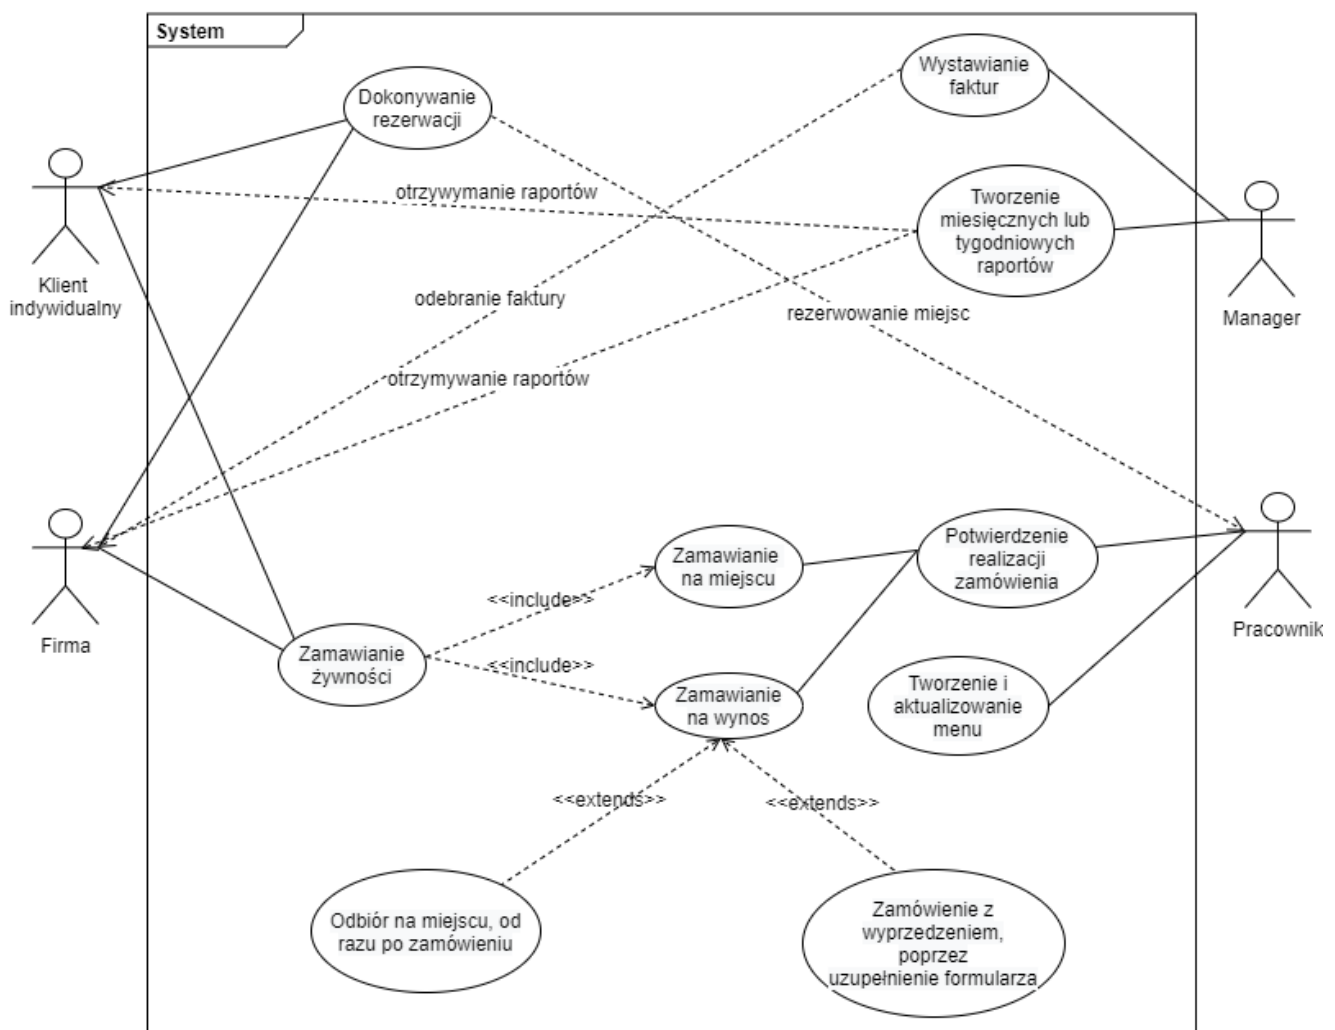 System
Wystawianie
faktur
Dokonywanie
rezerwacji
otrzywymanie raportów
Tworzenie
miesięcznych lub
tygodniowych
raportów
Klient
indywidualny
odebranie faktury
rezerwowanie miejsc
Manager
otrzymywanie raportów
Zamawianie
na miejscu
Potwierdzenie
realizacji
zamówienia
<<include>>
Firma
Pracownik
Zamawianie
żywności
<<include>>
Zamawianie
na wynos
Tworzenie i
aktualizowanie
menu
<<extends>>
<<extends>>
Odbiór na miejscu, od
razu po zamówieniu
Zamówienie z
wyprzedzeniem,
poprzez
uzupełnienie formularza